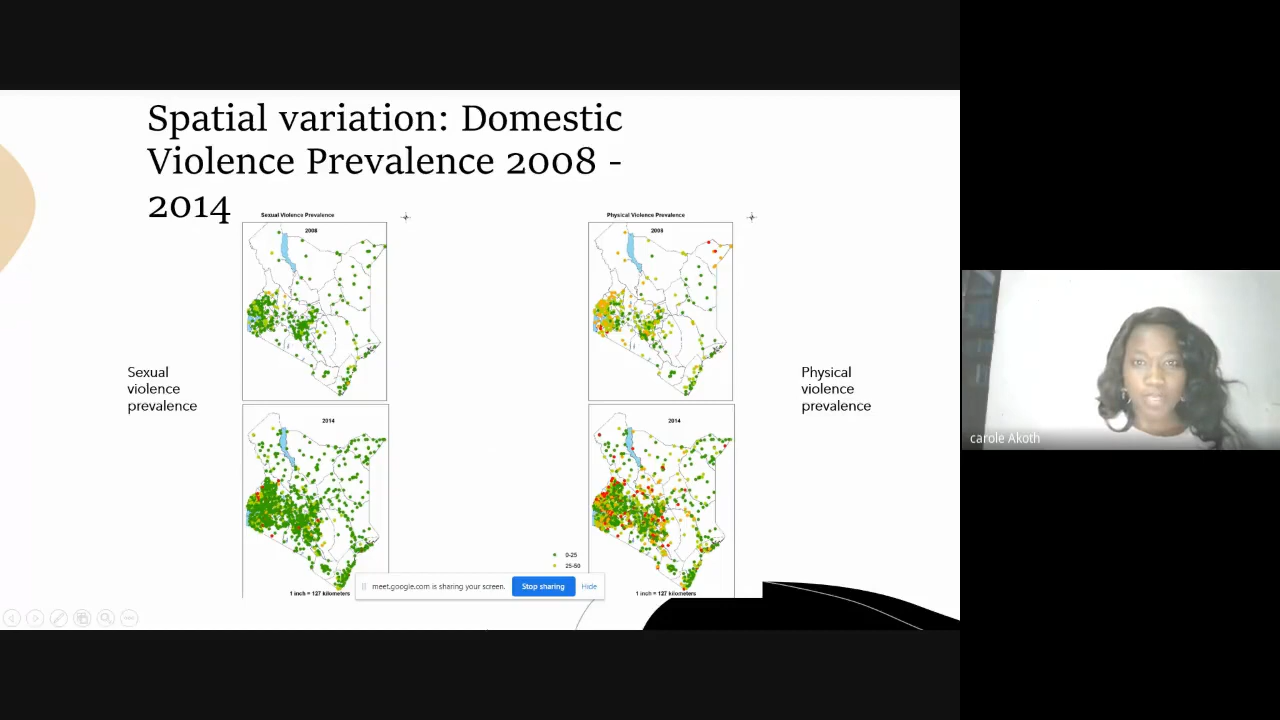 Spatial variation: Domestic
Violence Prevalence 2008 -
2014
Sexual Violence Prevalence
2008
Physical Violence Prevalence
2008
Sexual
violence
prevalence
Physical
violence
prevalence
2014
2014
0-25
25-50
meet.google.com is sharing your screen.
Stop sharing
Hide
1 inch = 127 kilometers
1 inch = 127 kilometers
carole Akoth